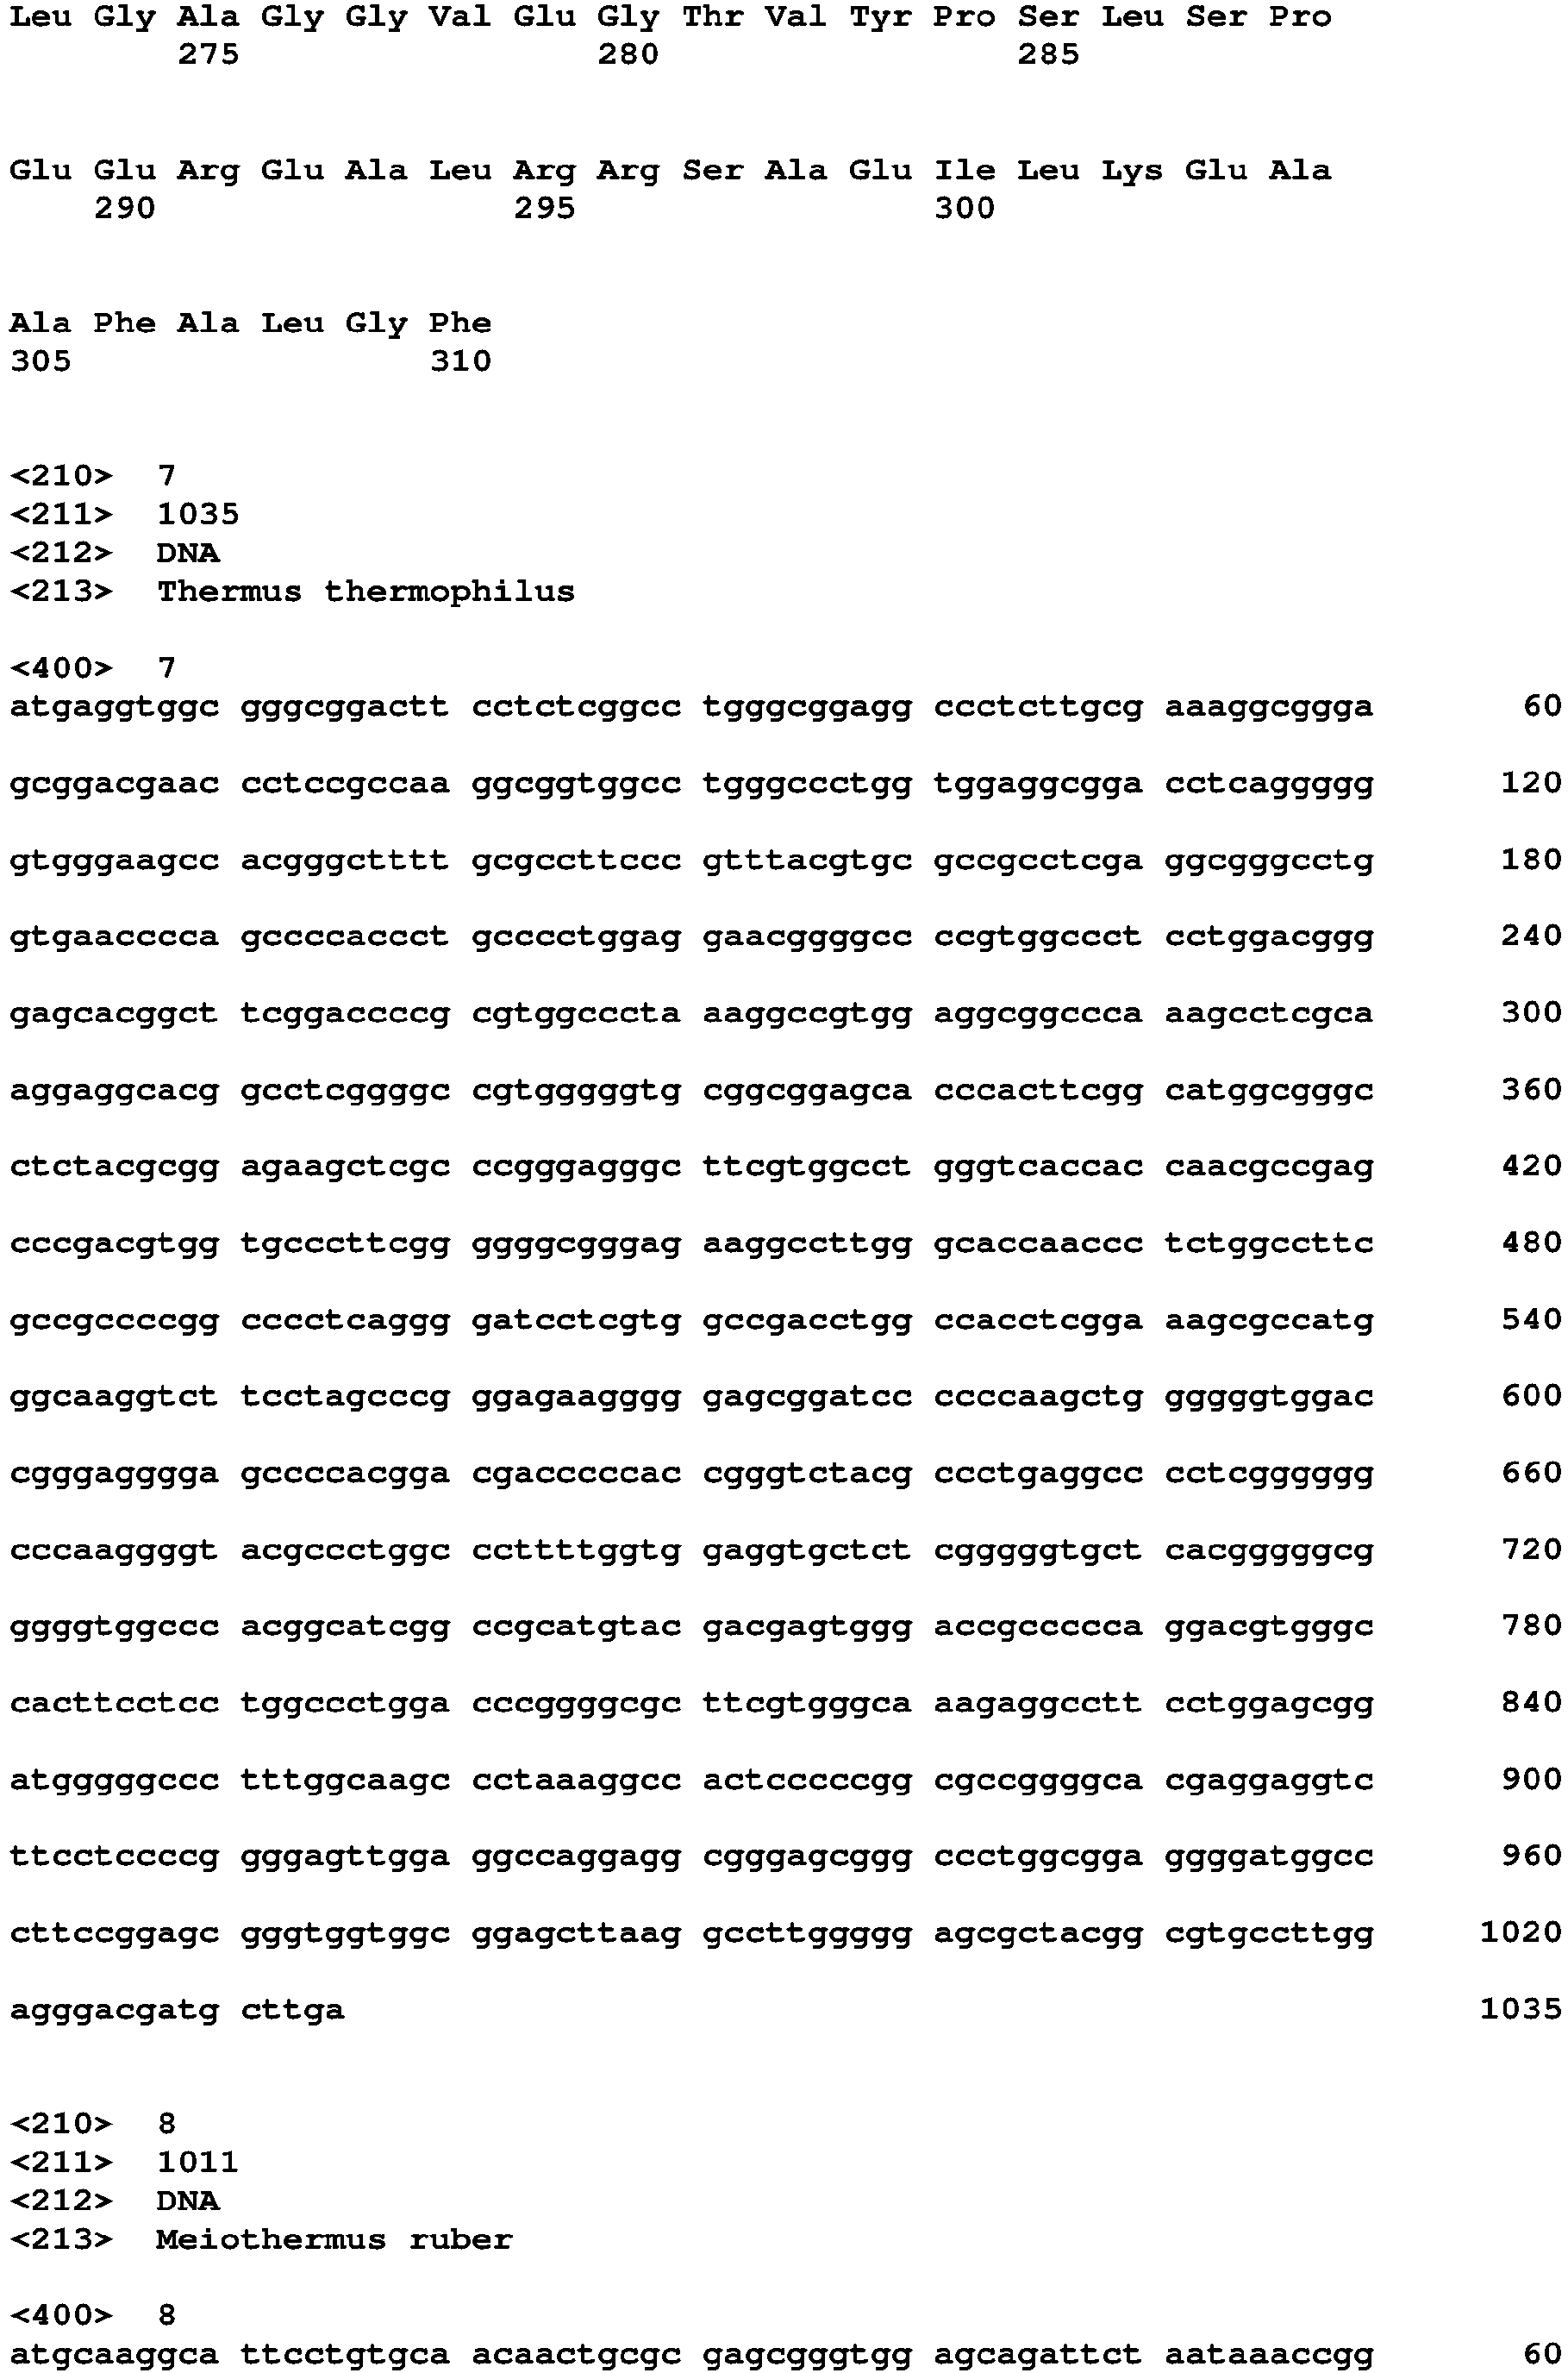 Leu Gly Ala Gly Gly Val Glu Gly Thr Val Tyr Pro Ser Leu Ser Pro
275 280 285
Glu Glu Arg Glu Ala Leu Arg Arg Ser Ala Glu Ile Leu Lys Glu Ala
290 295 300
Ala Phe Ala Leu Gly Phe
305 310
<210> 7
<211> 1035
<212> DNA
<213> Thermus thermophilus
<400> 7
atgaggtggc gggcggactt cctctcggcc tgggcggagg ccctcttgcg aaaggcggga 60
gcggacgaac cctccgccaa ggcggtggcc tgggccctgg tggaggcgga cctcaggggg 120
gtgggaagcc acgggctttt gcgccttccc gtttacgtgc gccgcctcga ggcgggcctg 180
gtgaacccca gccccaccct gcccctggag gaacggggcc ccgtggccct cctggacggg 240
gagcacggct tcggaccccg cgtggcccta aaggccgtgg aggcggccca aagcctcgca 300
aggaggcacg gcctcggggc cgtgggggtg cggcggagca cccacttcgg catggcgggc 360
ctctacgcgg agaagctcgc ccgggagggc ttcgtggcct gggtcaccac caacgccgag 420
cccgacgtgg tgcccttcgg ggggcgggag aaggccttgg gcaccaaccc tctggccttc 480
gccgccccgg cccctcaggg gatcctcgtg gccgacctgg ccacctcgga aagcgccatg 540
ggcaaggtct tcctagcccg ggagaagggg gagcggatcc ccccaagctg gggggtggac 600
cgggagggga gccccacgga cgacccccac cgggtctacg ccctgaggcc cctcgggggg 660
cccaaggggt acgccctggc ccttttggtg gaggtgctct cgggggtgct cacgggggcg 720
ggggtggccc acggcatcgg ccgcatgtac gacgagtggg accgccccca ggacgtgggc 780
cacttcctcc tggccctgga cccggggcgc ttcgtgggca aagaggcctt cctggagcgg 840
atgggggccc tttggcaagc cctaaaggcc actcccccgg cgccggggca cgaggaggtc 900
ttcctccccg gggagttgga ggccaggagg cgggagcggg ccctggcgga ggggatggcc 960
cttccggagc gggtggtggc ggagcttaag gccttggggg agcgctacgg cgtgccttgg 1020
agggacgatg cttga 1035
<210> 8
<211> 1011
<212> DNA
<213> Meiothermus ruber
<400> 8
atgcaaggca ttcctgtgca acaactgcgc gagcgggtgg agcagattct aataaaccgg 60